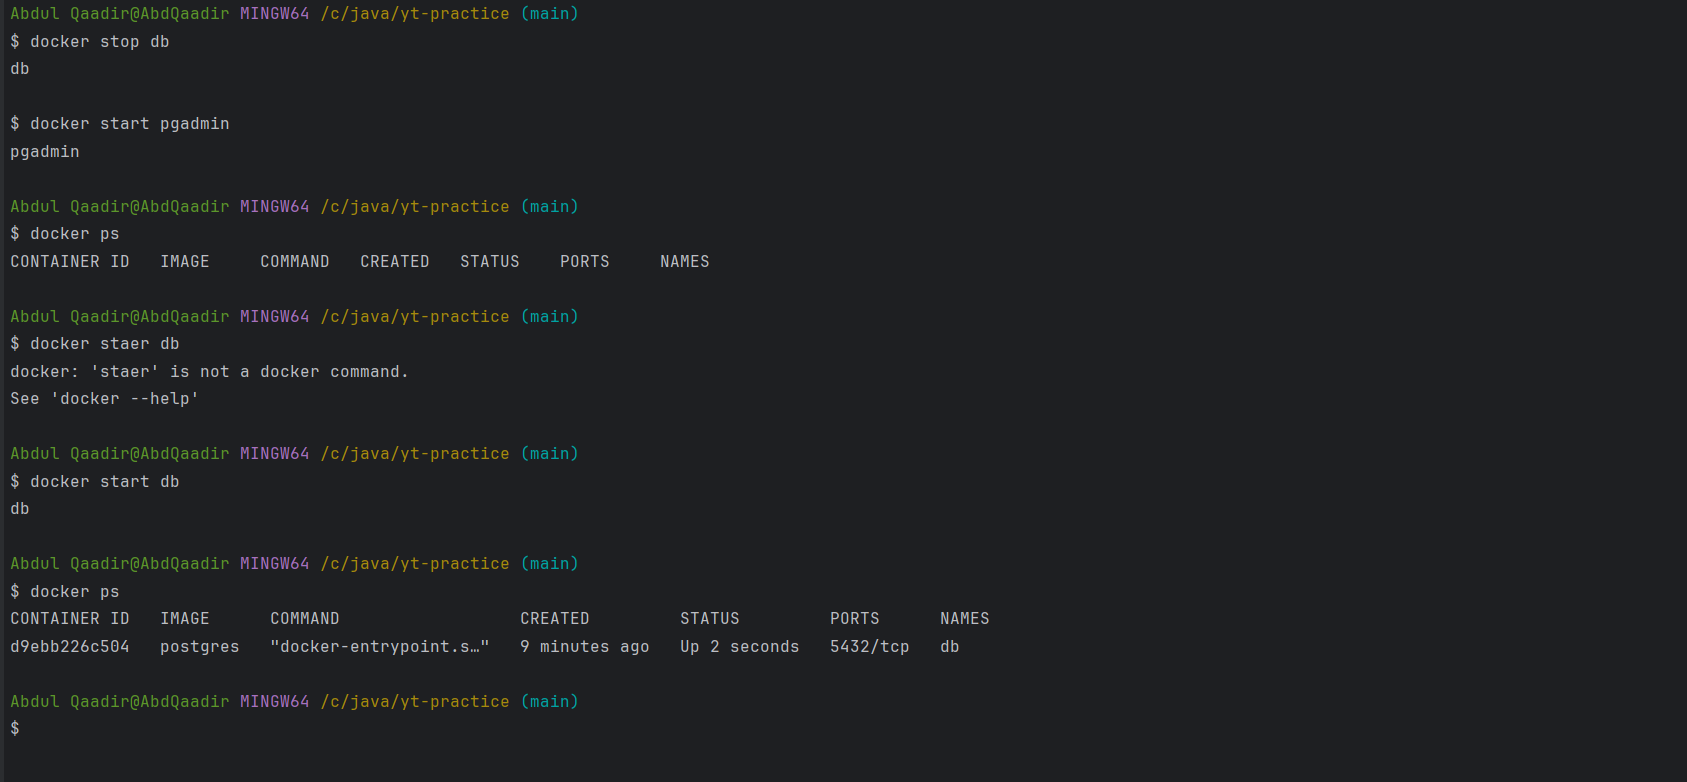 Abdul Qaadir@AbdQaadir MINGW64 /c/java/yt-practice (main)
$ docker stop db
db
$ docker start pgadmin
pgadmin
Abdul Qaadir@AbdQaadir MINGW64 /c/java/yt-practice (main)
$ docker ps
CONTAINER ID   IMAGE     COMMAND   CREATED   STATUS    PORTS     NAMES
Abdul Qaadir@AbdQaadir MINGW64 /c/java/yt-practice (main)
$ docker staer db
docker: 'staer' is not a docker command.
See 'docker --help'
Abdul Qaadir@AbdQaadir MINGW64 /c/java/yt-practice (main)
$ docker start db
db
Abdul Qaadir@AbdQaadir MINGW64 /c/java/yt-practice (main)
$ docker ps
CONTAINER ID   IMAGE      COMMAND                  CREATED         STATUS         PORTS      NAMES
d9ebb226c504   postgres   "docker-entrypoint.s…"   9 minutes ago   Up 2 seconds   5432/tcp   db
Abdul Qaadir@AbdQaadir MINGW64 /c/java/yt-practice (main)
$